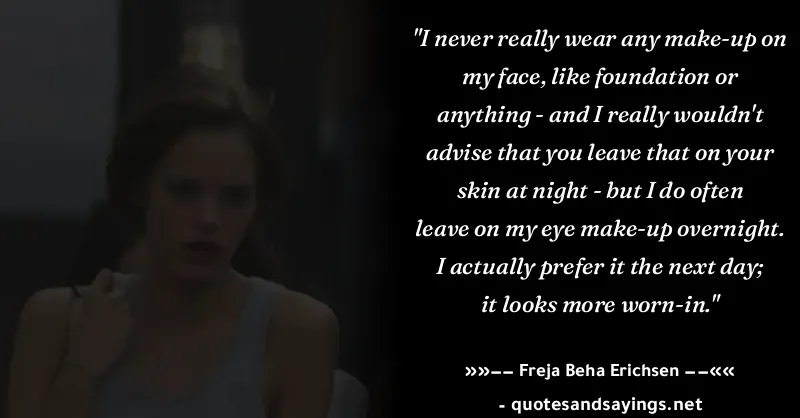 "I never really wear any make-up on
my face, like foundation or
anything - and I really wouldn't
advise that you leave that on your
skin at night - but I do often
leave on my eye make-up overnight.
I actually prefer it the next day;
it looks more worn-in."
»»−− Freja Beha Erichsen −−««
- quotesandsayings.net